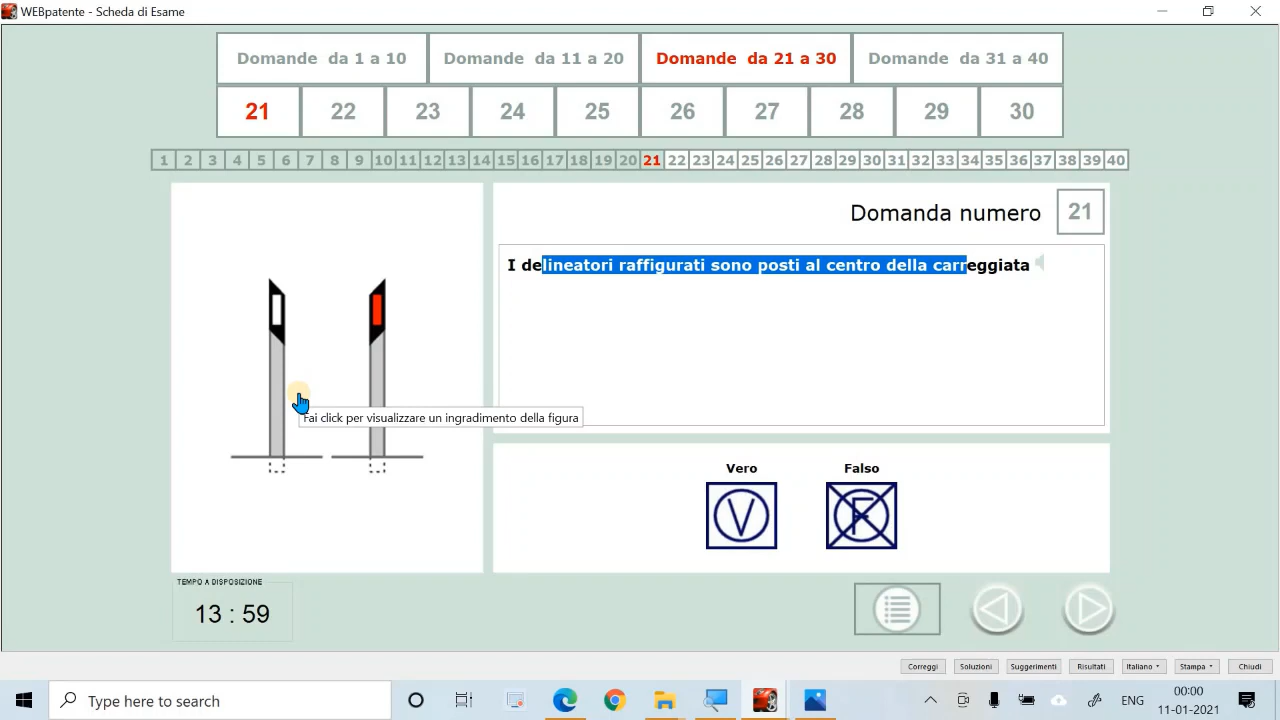 WEBpatente - Scheda di Esame
Domande da 1 a 10 Domande da 11 a 20 Domande da 21 a 30 Domande da 31 a 40
21 22 23 24 25 26 27 28 29 30
1 2 3 4 5 6 7 8 9 10 11 12 13 14 15 16 17 18 19 20 21 22 23 24 25 26 27 28 29 30 31 32 33 34 35 36 37 38 39 40
Domanda numero 21
I delineatori raffigurati sono posti al centro della carreggiata
Fai click per visualizzare un ingradimento della figura
Vero Falso
V F
TEMPO A DISPOSIZIONE
13 : 59
Correggi Soluzioni Suggerimenti Risultati Italiano Stampa Chiudi
Type here to search
ENG
00:00
11-01-2021